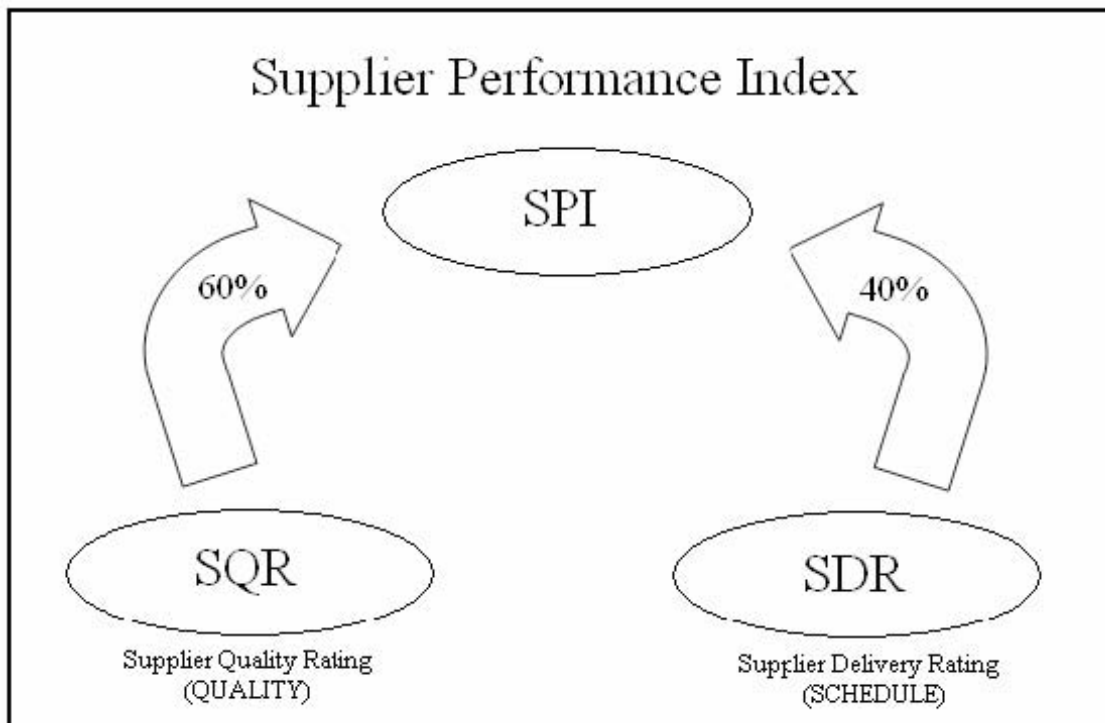 Supplier Performance Index
SPI
60%
40%
SQR
SDR
Supplier Quality Rating
(QUALITY)
Supplier Delivery Rating
(SCHEDULE)